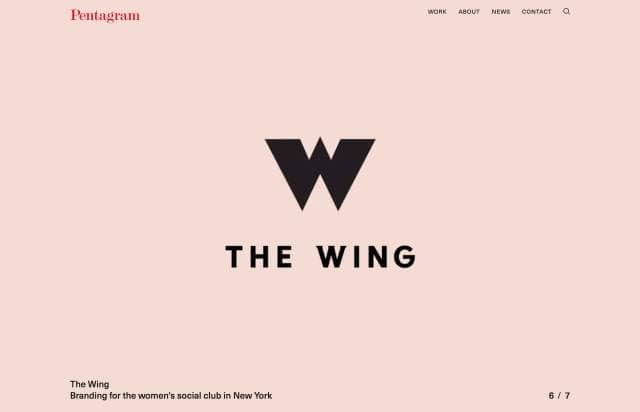 Pentagram
WORK ABOUT NEWS CONTACT
W
THE WING
The Wing
Branding for the women's social club in New York
6 / 7